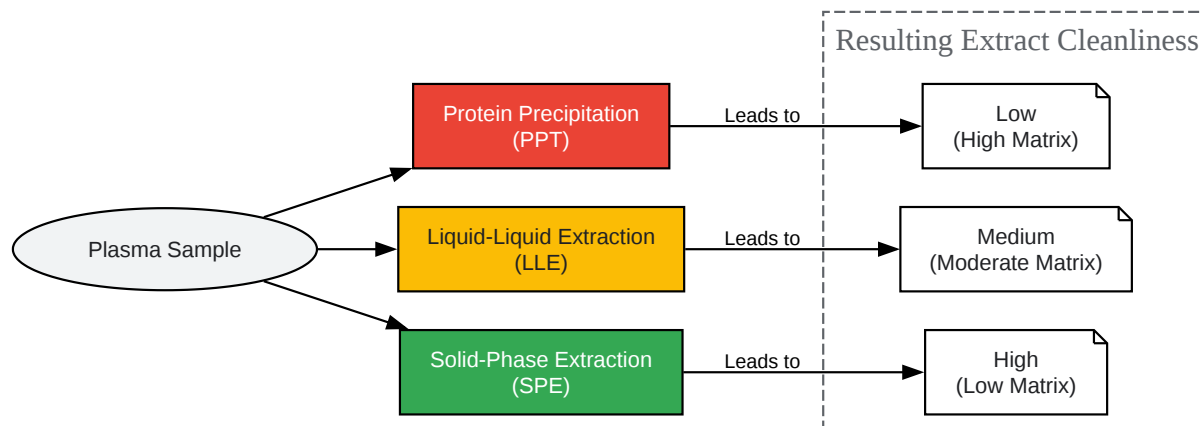 Resulting Extract Cleanliness
Protein Precipitation
(PPT)
Leads to
Low
(High Matrix)
Plasma Sample
Liquid-Liquid Extraction
(LLE)
Leads to
Medium
(Moderate Matrix)
Solid-Phase Extraction
(SPE)
Leads to
High
(Low Matrix)